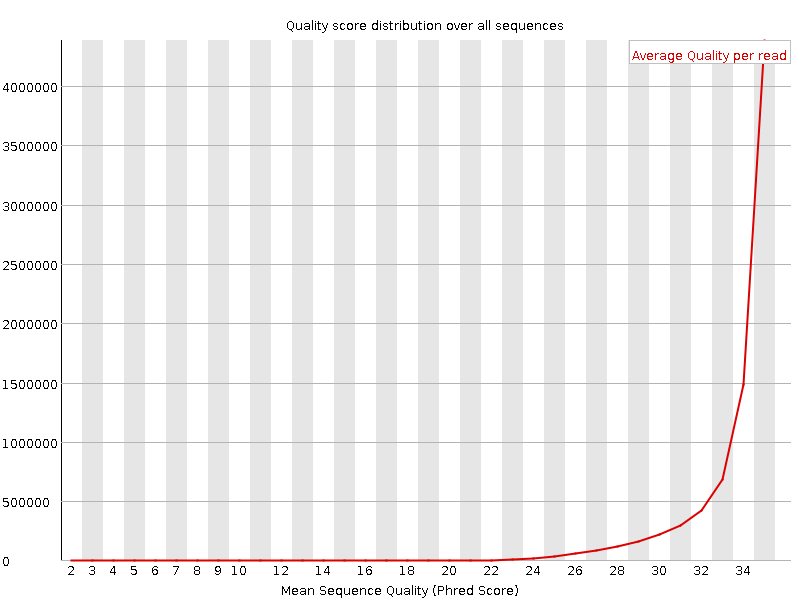 Quality score distribution over all sequences
Average Quality per read
4000000
3500000
3000000
2500000
2000000
1500000
1000000
500000
0
2 3 4 5 6 7 8 9 10 12 14 16 18 20 22 24 26 28 30 32 34
Mean Sequence Quality (Phred Score)